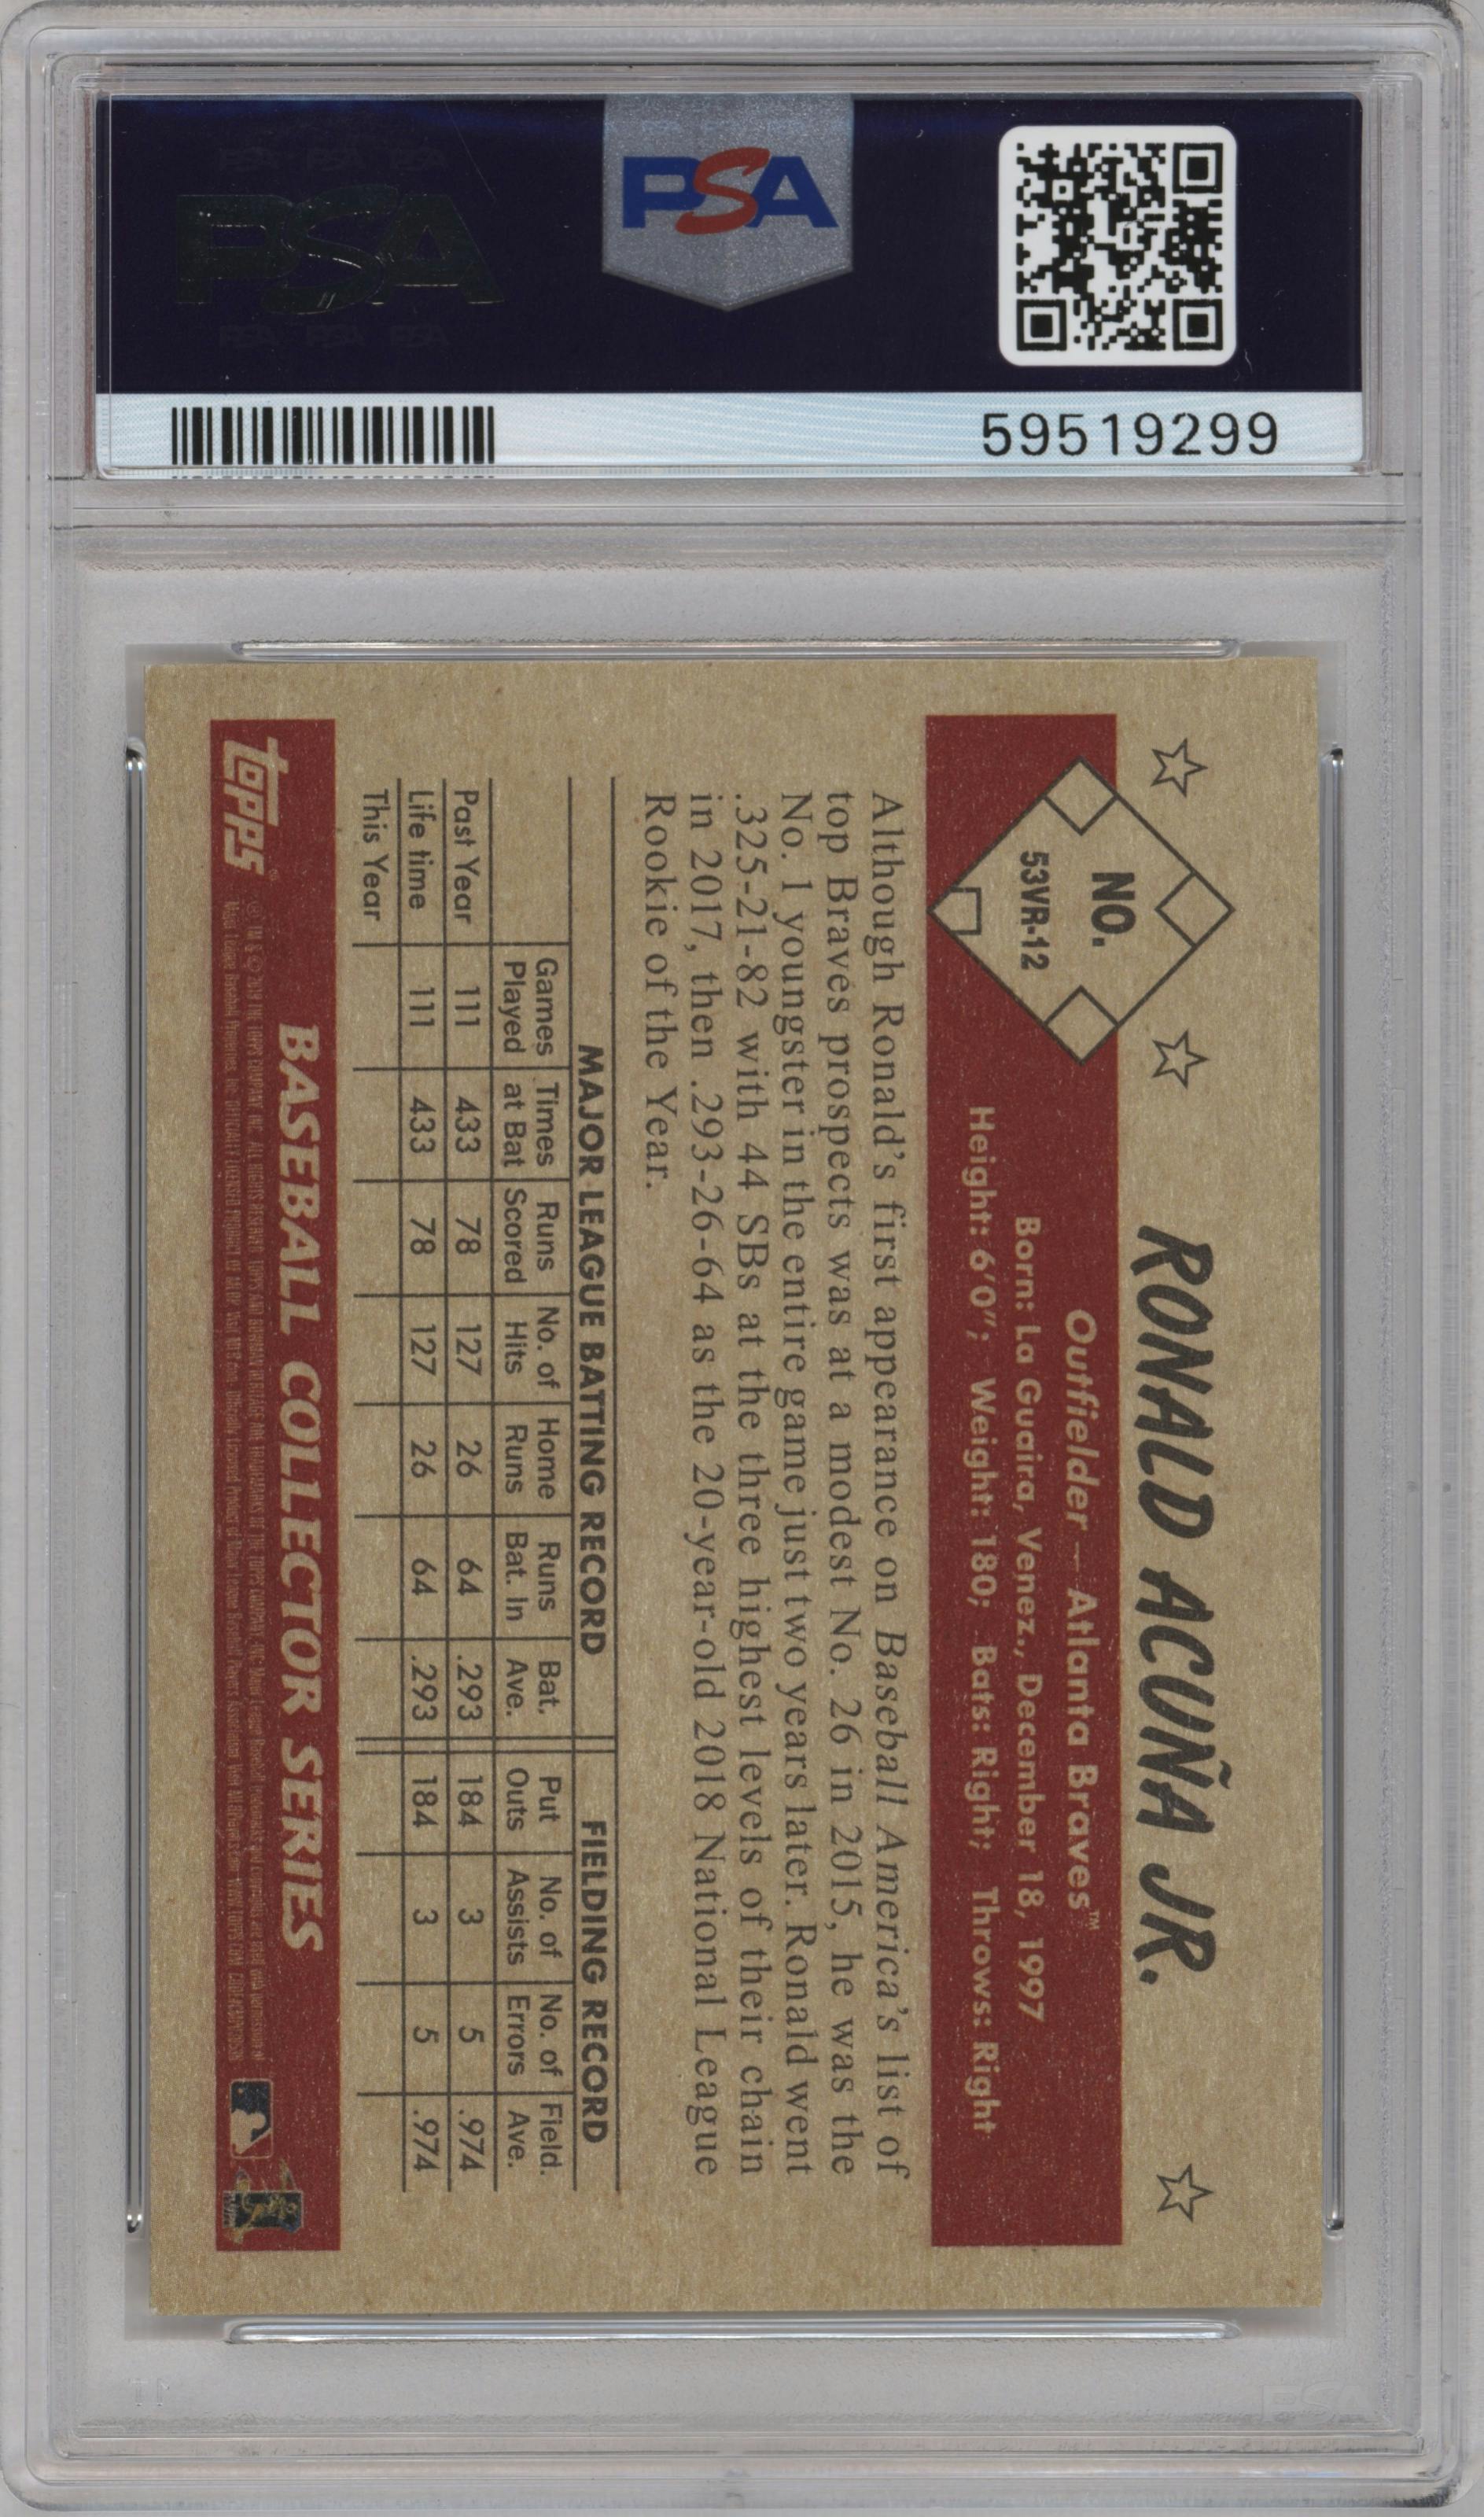 PSA
PSA
59519299
RONALD ACUÑA JR.
NO.
53VR-12
Outfielder — Atlanta Braves™
Born: La Guaira, Venez., December 18, 1997
Height: 6'0"; Weight: 180; Bats: Right; Throws: Right
Although Ronald's first appearance on Baseball America's list of
top Braves prospects was at a modest No. 26 in 2015, he was the
No. 1 youngster in the entire game just two years later. Ronald went
.325-21-82 with 44 SBs at the three highest levels of their chain
in 2017, then .293-26-64 as the 20-year-old 2018 National League
Rookie of the Year.
MAJOR LEAGUE BATTING RECORD FIELDING RECORD
Games Played Times at Bat Runs Scored No. of Hits Home Runs Runs Bat. In Bat. Ave. Put Outs No. of Assists No. of Errors Field. Ave.
Past Year 111 433 78 127 26 64 .293 184 3 5 .974
Life time 111 433 78 127 26 64 .293 184 3 5 .974
This Year
BASEBALL COLLECTOR SERIES
topps